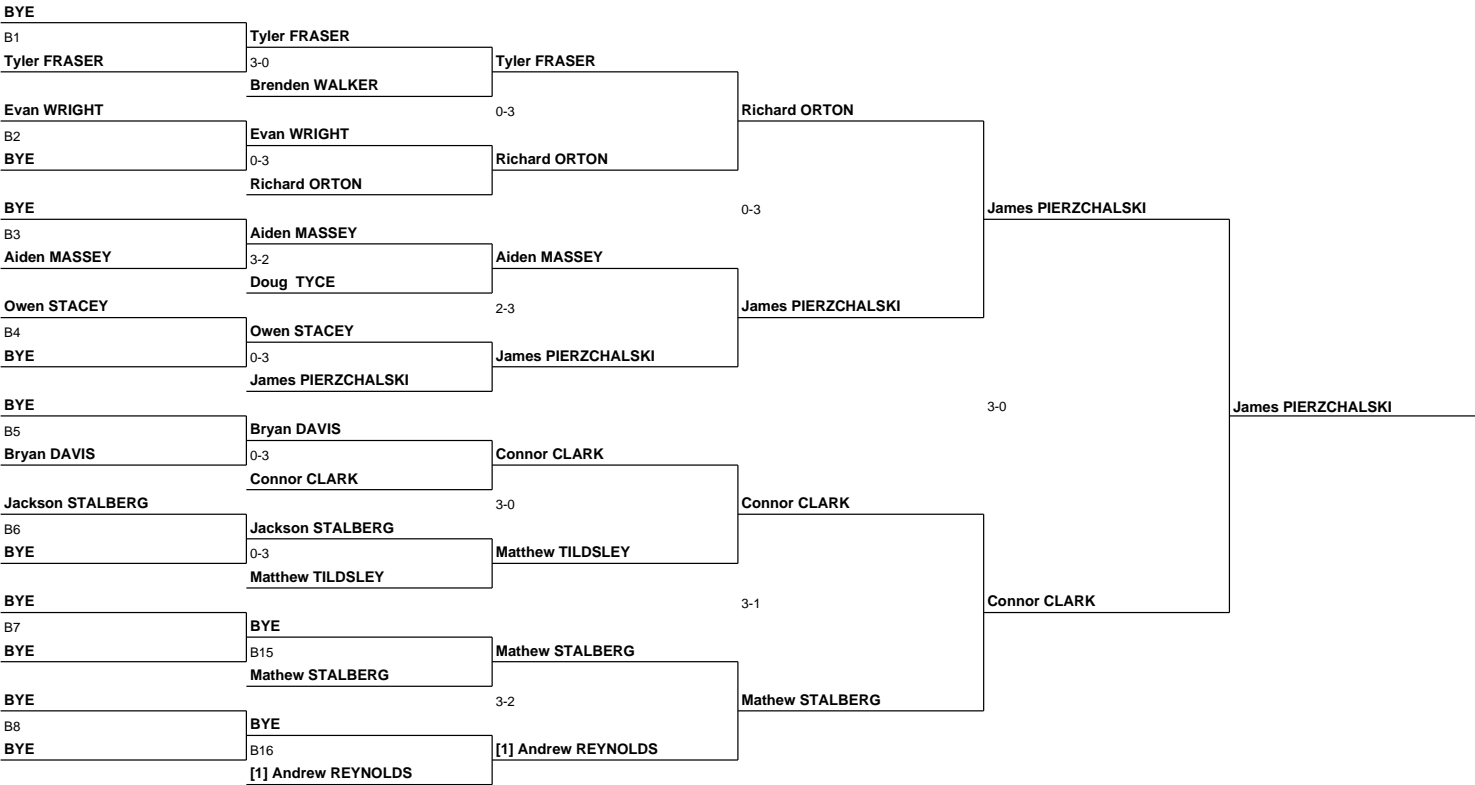 BYE
B1
Tyler FRASER
Evan WRIGHT
B2
BYE
BYE
B3
Aiden MASSEY
Owen STACEY
B4
BYE
BYE
B5
Bryan DAVIS
Jackson STALBERG
B6
BYE
BYE
B7
BYE
BYE
B8
BYE
Tyler FRASER
3-0
Brenden WALKER
Evan WRIGHT
0-3
Richard ORTON
Aiden MASSEY
3-2
Doug  TYCE
Owen STACEY
0-3
James PIERZCHALSKI
Bryan DAVIS
0-3
Connor CLARK
Jackson STALBERG
0-3
Matthew TILDSLEY
BYE
B15
Mathew STALBERG
BYE
B16
[1] Andrew REYNOLDS
Tyler FRASER
0-3
Richard ORTON
Aiden MASSEY
2-3
James PIERZCHALSKI
Connor CLARK
3-0
Matthew TILDSLEY
Mathew STALBERG
3-2
[1] Andrew REYNOLDS
Richard ORTON
0-3
James PIERZCHALSKI
Connor CLARK
3-1
Mathew STALBERG
James PIERZCHALSKI
3-0
Connor CLARK
James PIERZCHALSKI